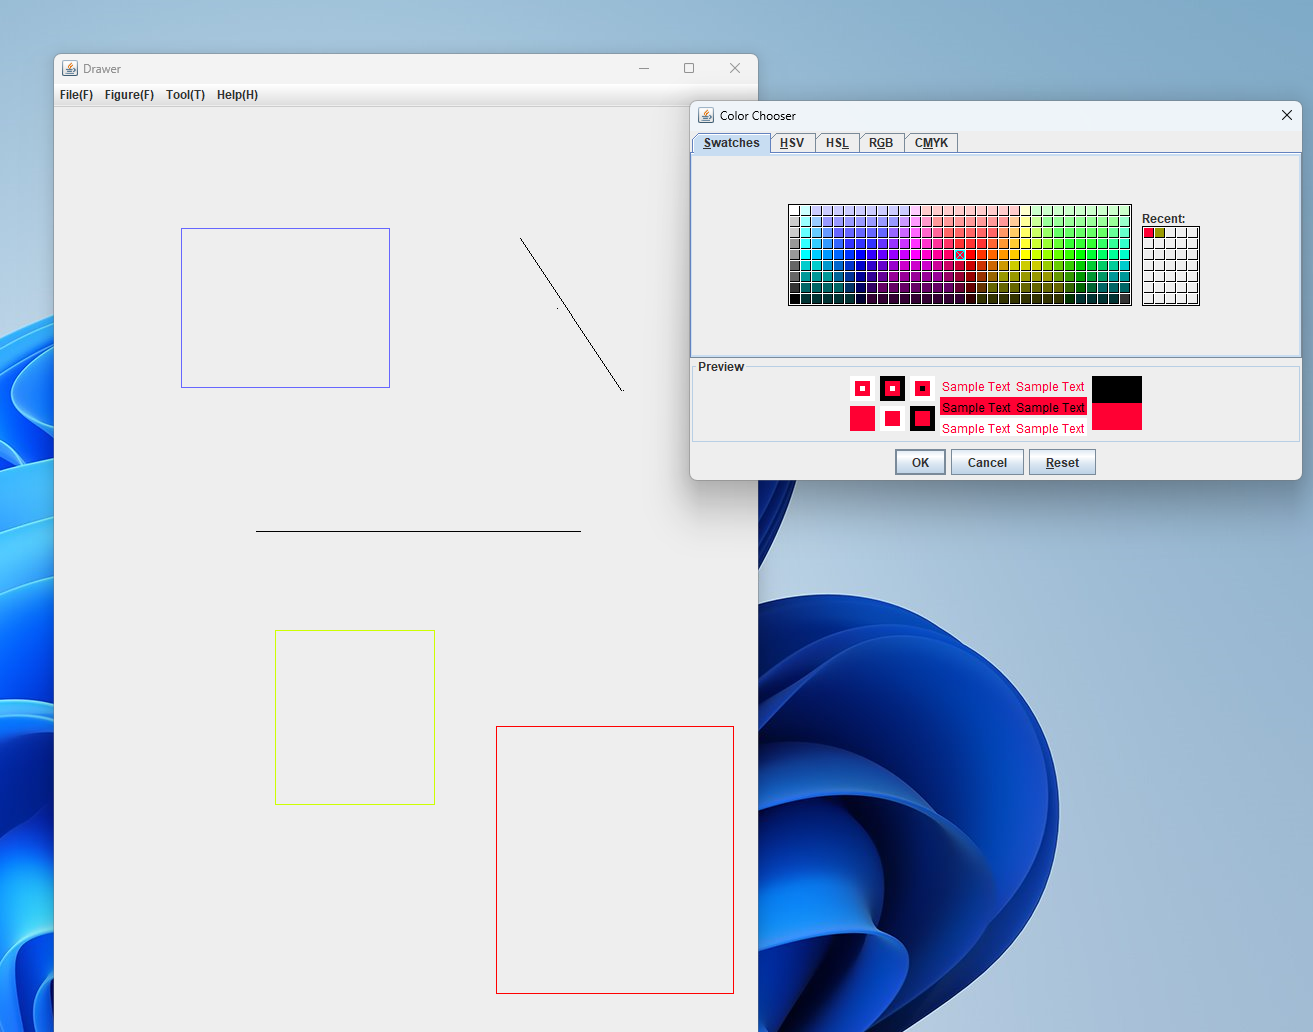 Drawer
File(F) Figure(F) Tool(T) Help(H)
Color Chooser
Swatches HSV HSL RGB CMYK
Recent:
Preview
Sample Text Sample Text
Sample Text Sample Text
Sample Text Sample Text
OK Cancel Reset